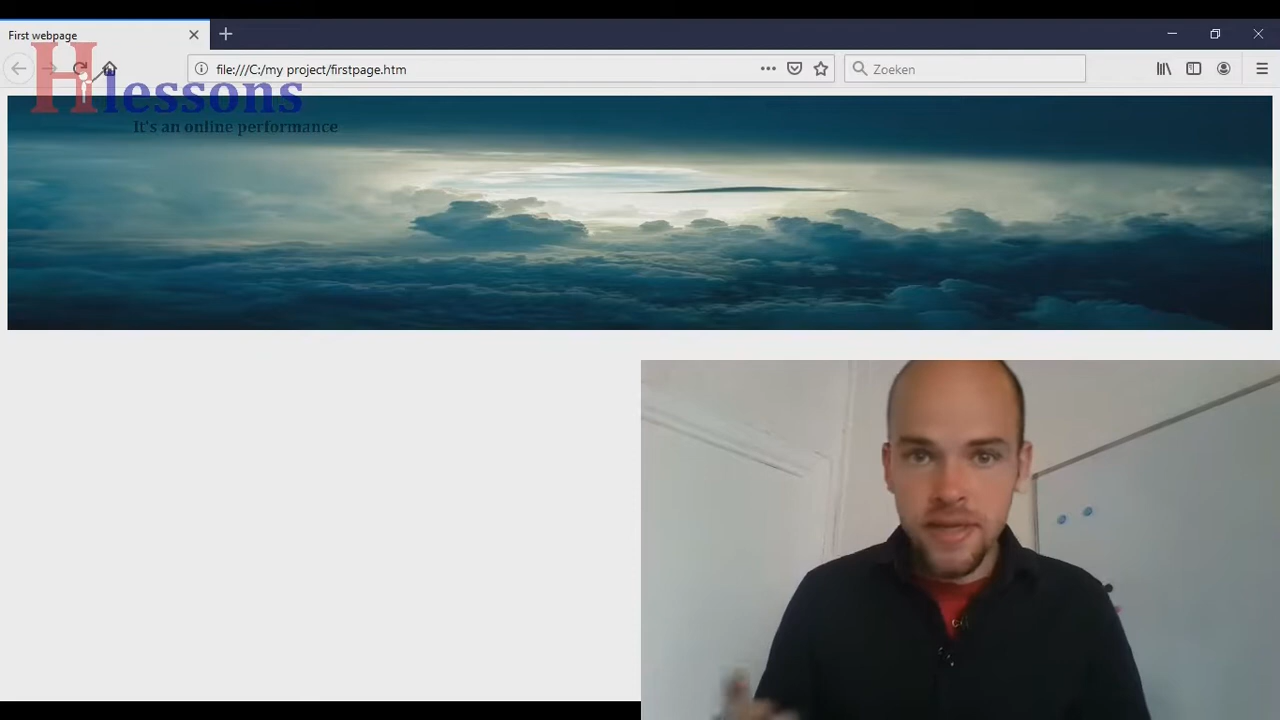 First webpage
file:///C:/my project/firstpage.htm
Zoeken
Hlessons
It's an online performance